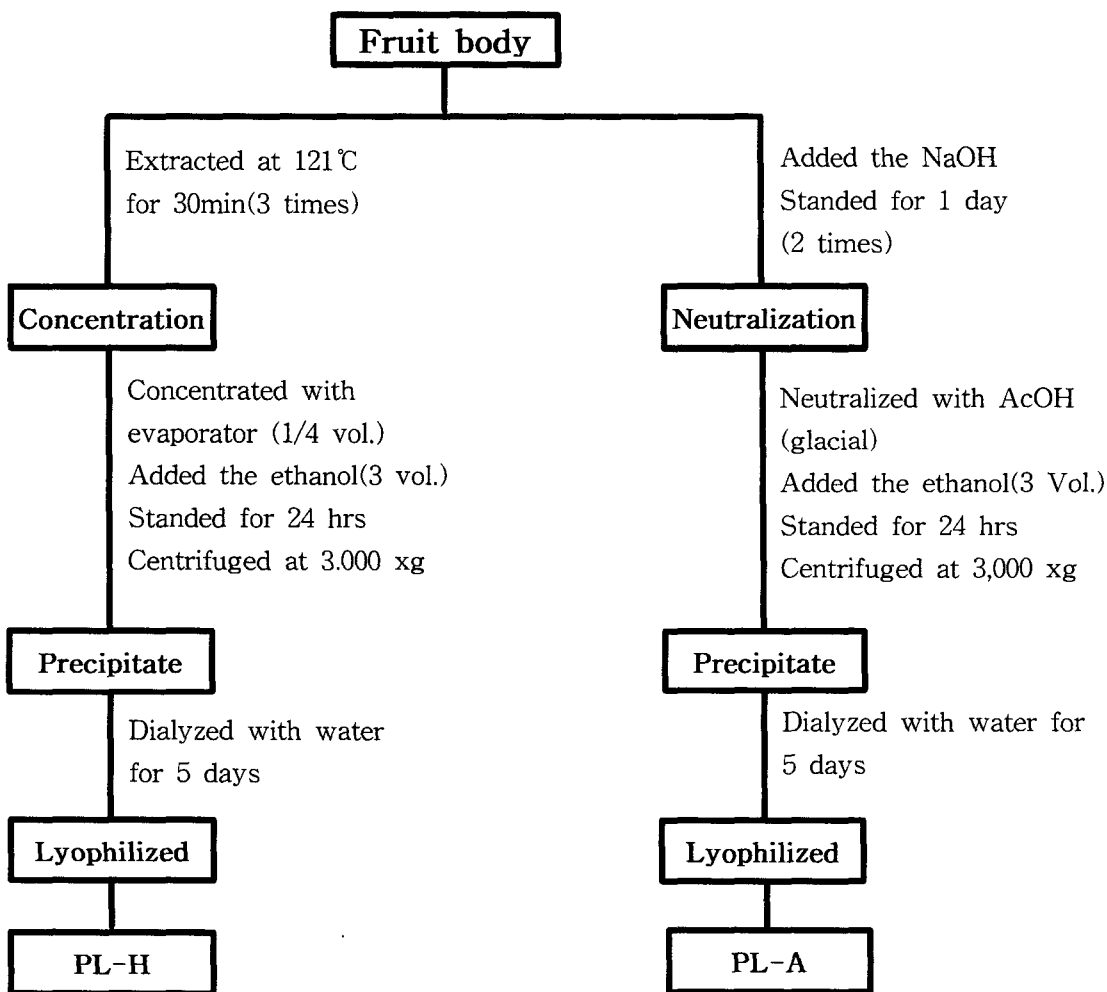 Fruit body
Extracted at 121℃
for 30min(3 times)
Added the NaOH
Standed for 1 day
(2 times)
Concentration
Neutralization
Concentrated with
evaporator (1/4 vol.)
Added the ethanol(3 vol.)
Standed for 24 hrs
Centrifuged at 3.000 xg
Neutralized with AcOH
(glacial)
Added the ethanol(3 Vol.)
Standed for 24 hrs
Centrifuged at 3,000 xg
Precipitate
Precipitate
Dialyzed with water
for 5 days
Dialyzed with water for
5 days
Lyophilized
Lyophilized
PL-H
PL-A